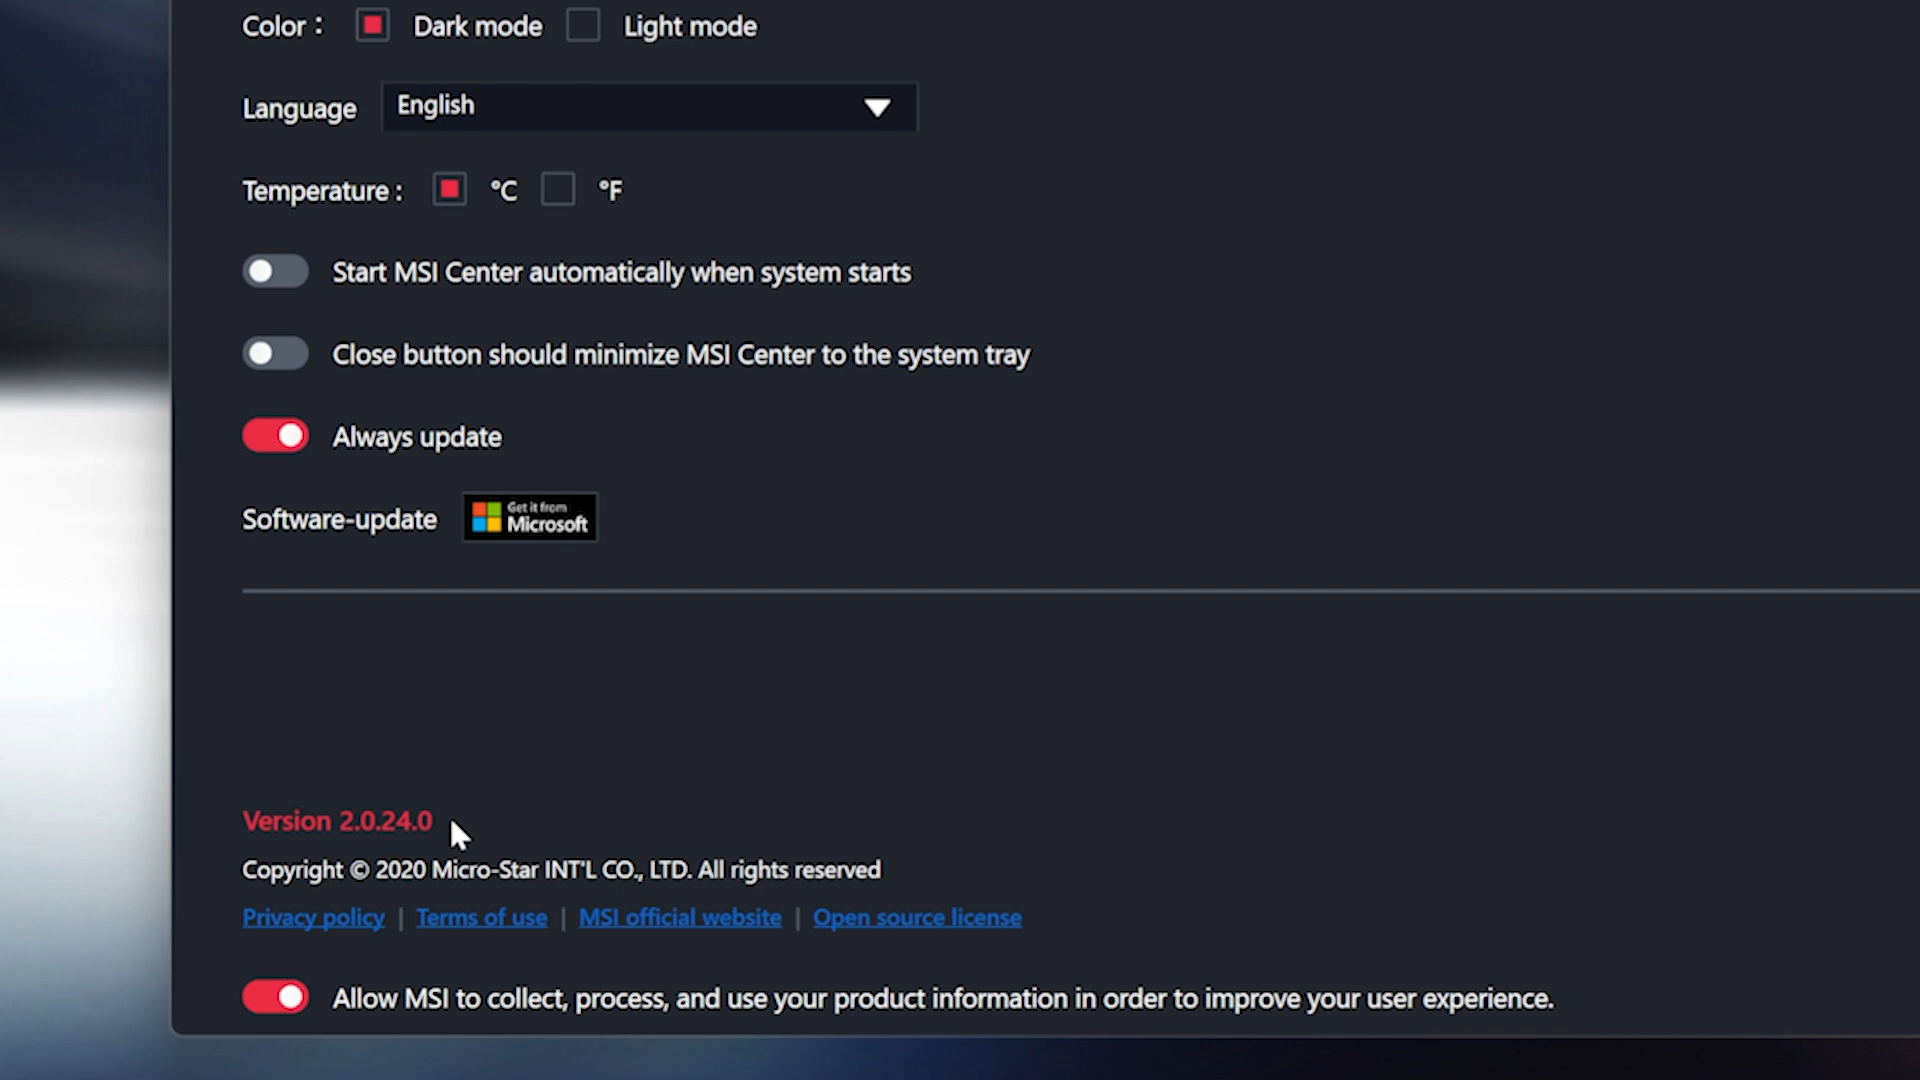 Color : Dark mode Light mode
Language English
Temperature : °C °F
Start MSI Center automatically when system starts
Close button should minimize MSI Center to the system tray
Always update
Software-update Get it from
Microsoft
Version 2.0.24.0
Copyright © 2020 Micro-Star INT'L CO., LTD. All rights reserved
Privacy policy | Terms of use | MSI official website | Open source license
Allow MSI to collect, process, and use your product information in order to improve your user experience.